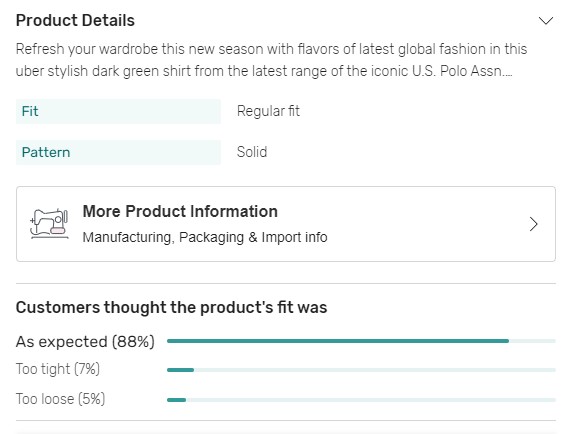 Product Details
Refresh your wardrobe this new season with flavors of latest global fashion in this
uber stylish dark green shirt from the latest range of the iconic U.S. Polo Assn....
Fit Regular fit
Pattern Solid
More Product Information
Manufacturing, Packaging & Import info
Customers thought the product's fit was
As expected (88%)
Too tight (7%)
Too loose (5%)